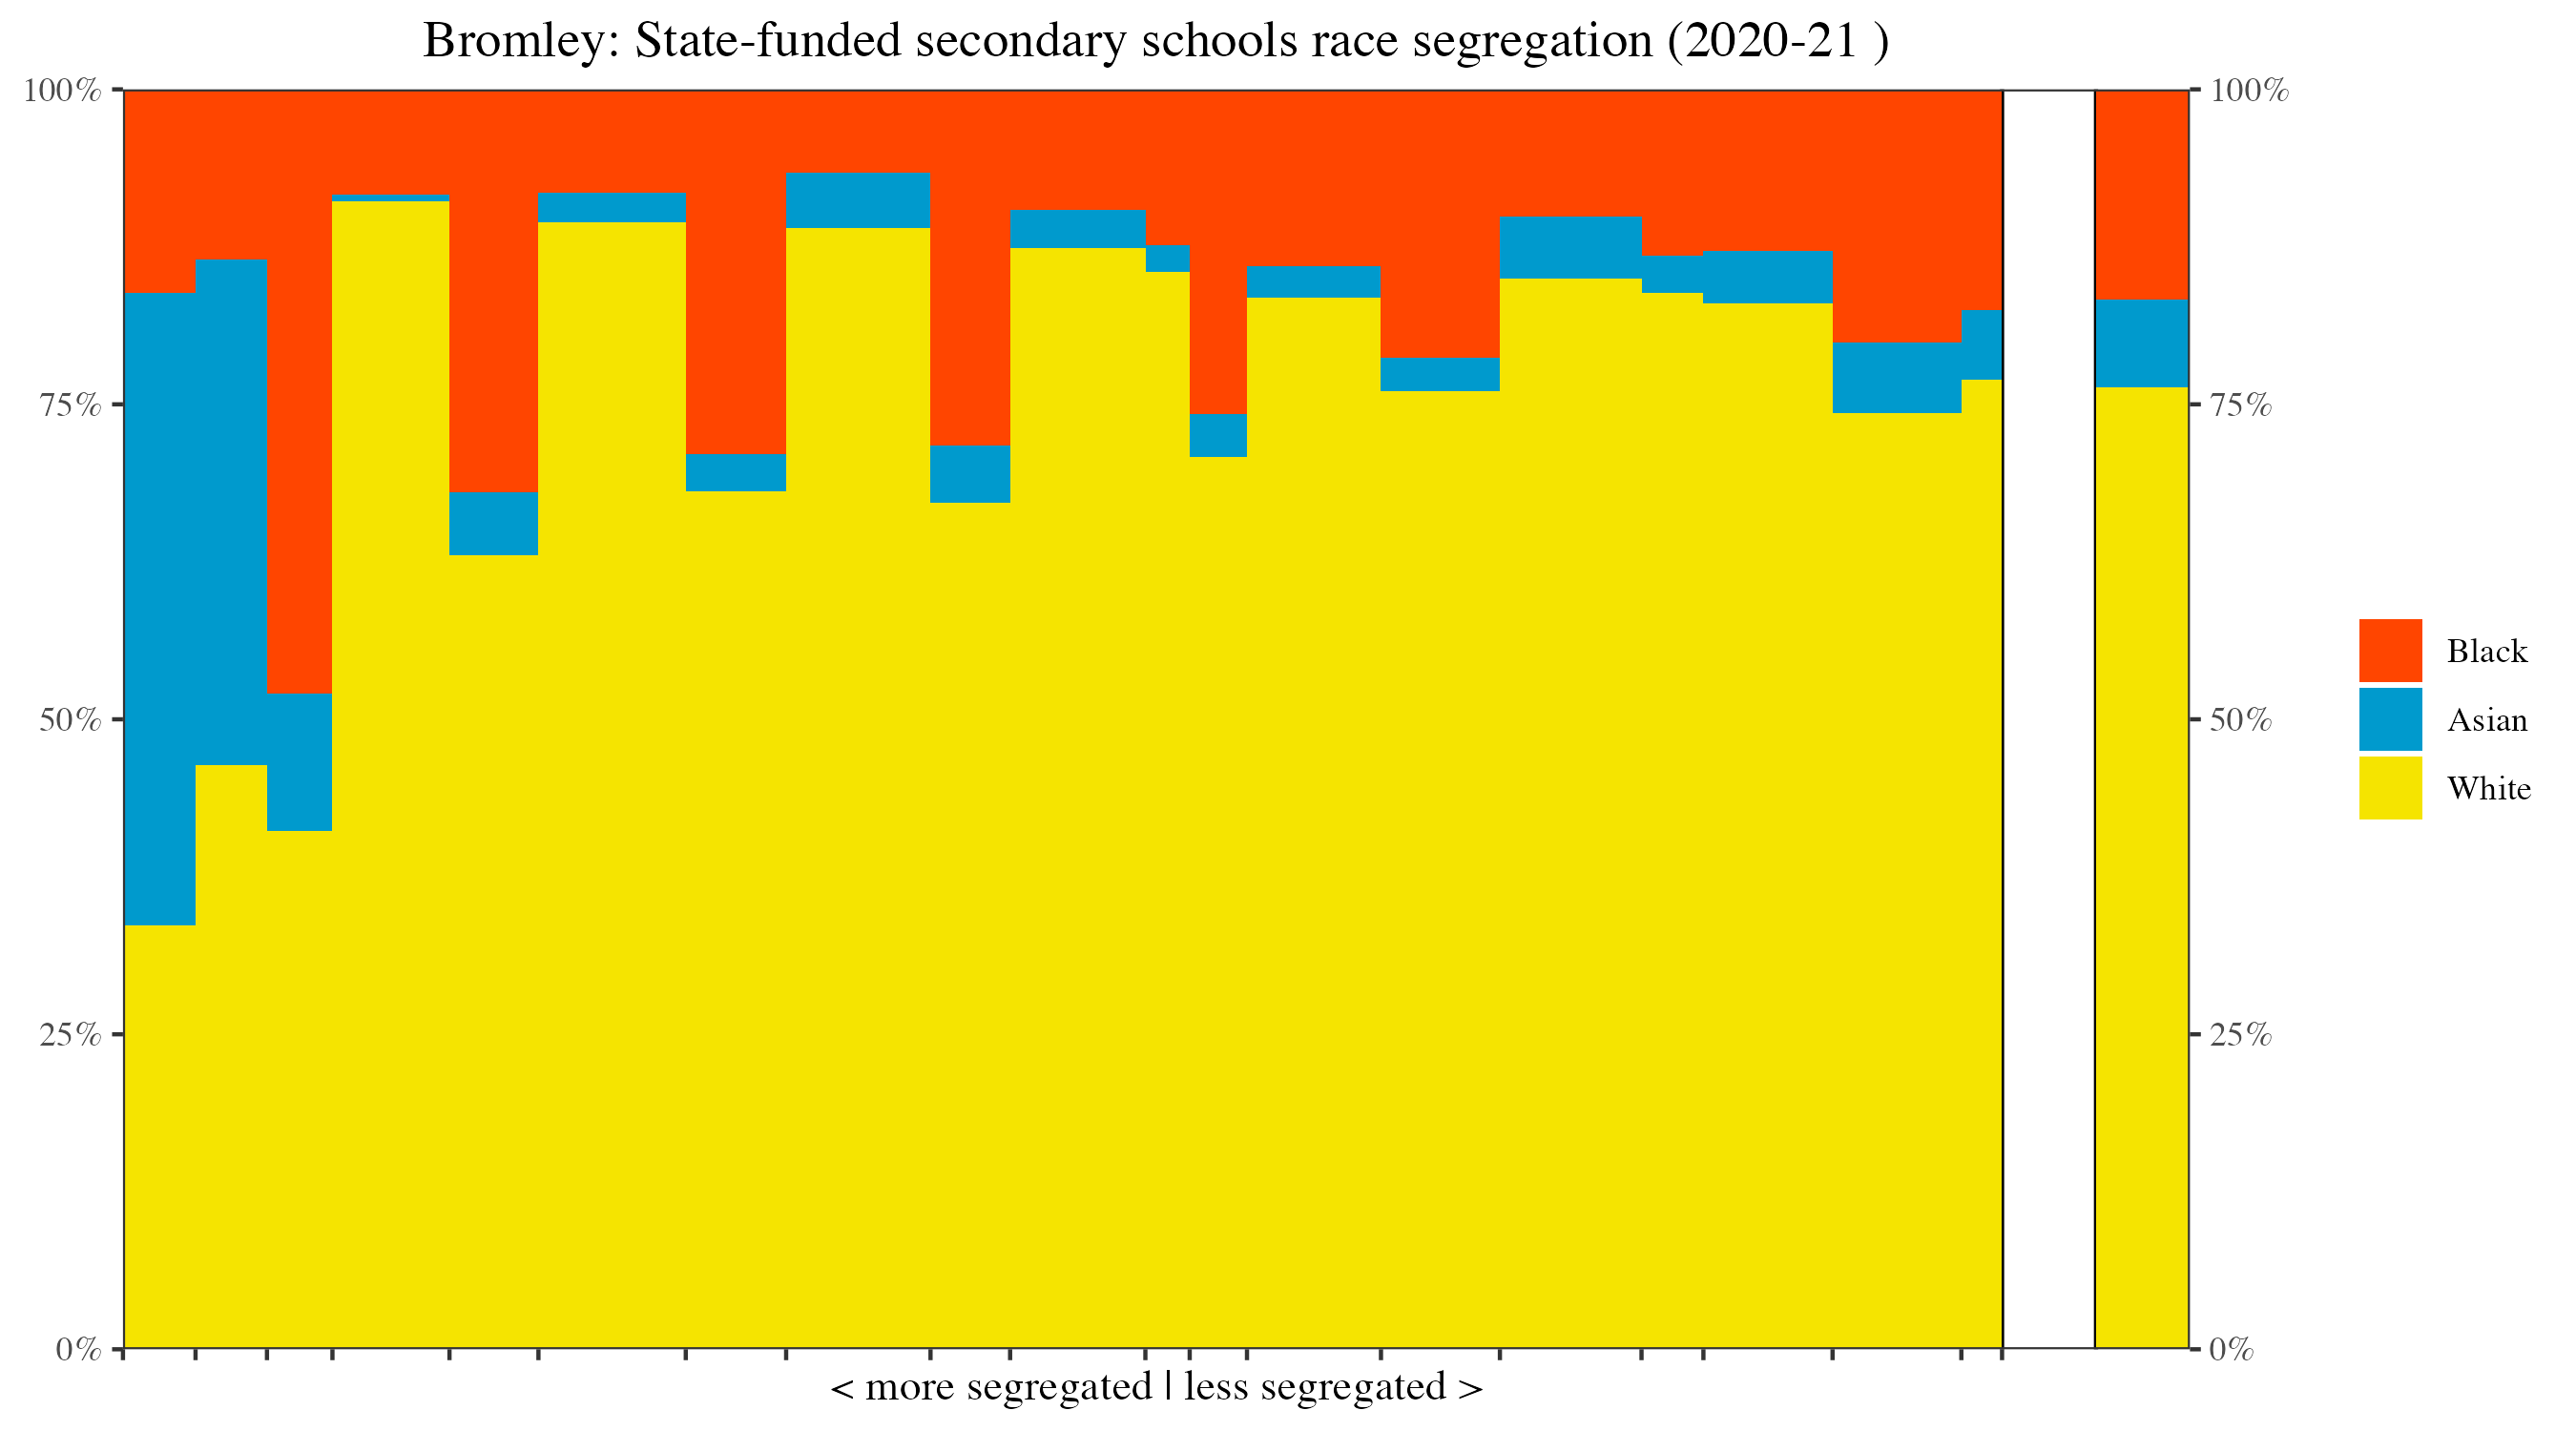 Bromley: State-funded secondary schools race segregation (2020-21 )
100%
75%
50%
25%
0%
100%
75%
50%
25%
0%
Black
Asian
White
< more segregated | less segregated >